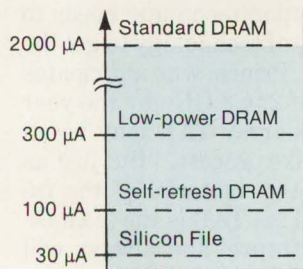 Standard DRAM
2000 μA
Low-power DRAM
300 μA
Self-refresh DRAM
100 μA
Silicon File
30 μA